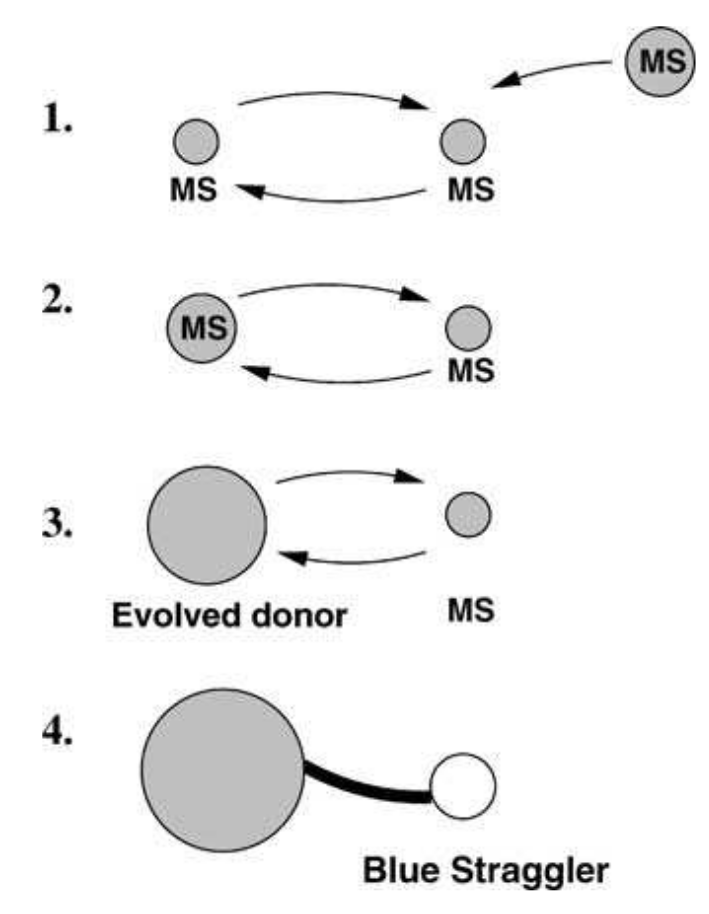 MS
1.
MS MS
2.
MS
MS
3.
Evolved donor MS
4.
Blue Straggler